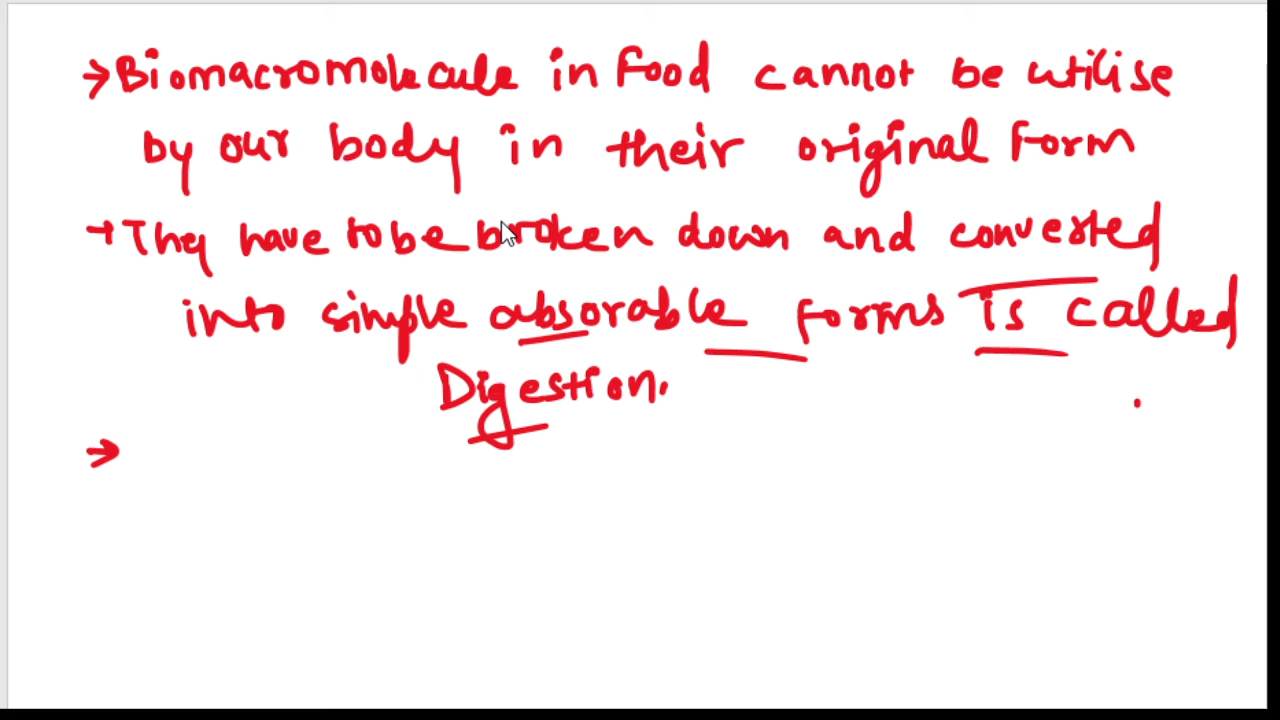 → Biomacromolecule in food cannot be utilise
by our body in their original form
→ They have to be broken down and converted
into simple absorable forms is called
Digestion.
→